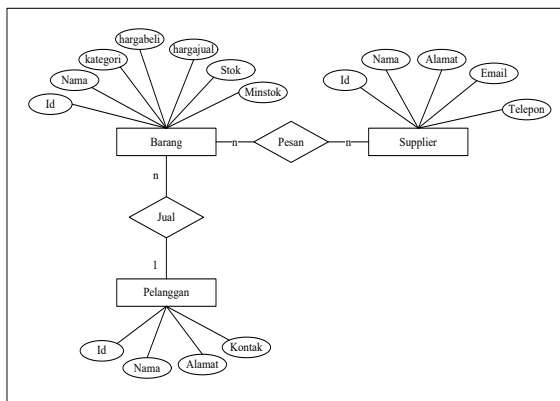 hargabeli
kategori
hargajual
Nama
Stok
Id
Minstok
Nama
Alamat
Id
Email
Telepon
Barang
n
Pesan
n
Supplier
n
Jual
1
Pelanggan
Id
Nama
Alamat
Kontak